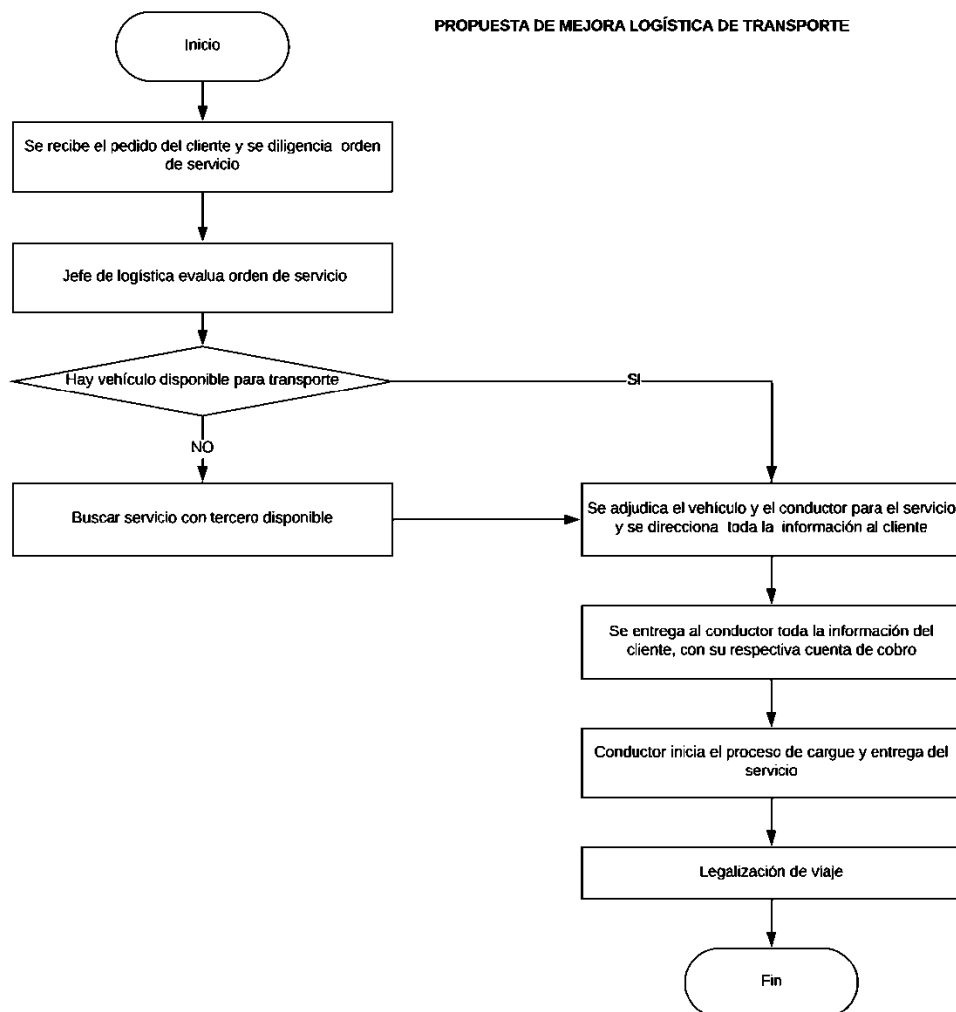 PROPUESTA DE MEJORA LOGÍSTICA DE TRANSPORTE
Inicio
Se recibe el pedido del cliente y se diligencia orden
de servicio
Jefe de logística evalua orden de servicio
Hay vehículo disponible para transporte
SI
NO
Buscar servicio con tercero disponible
Se adjudica el vehículo y el conductor para el servicio
y se direcciona toda la información al cliente
Se entrega al conductor toda la información del
cliente, con su respectiva cuenta de cobro
Conductor inicia el proceso de cargue y entrega del
servicio
Legalización de viaje
Fin